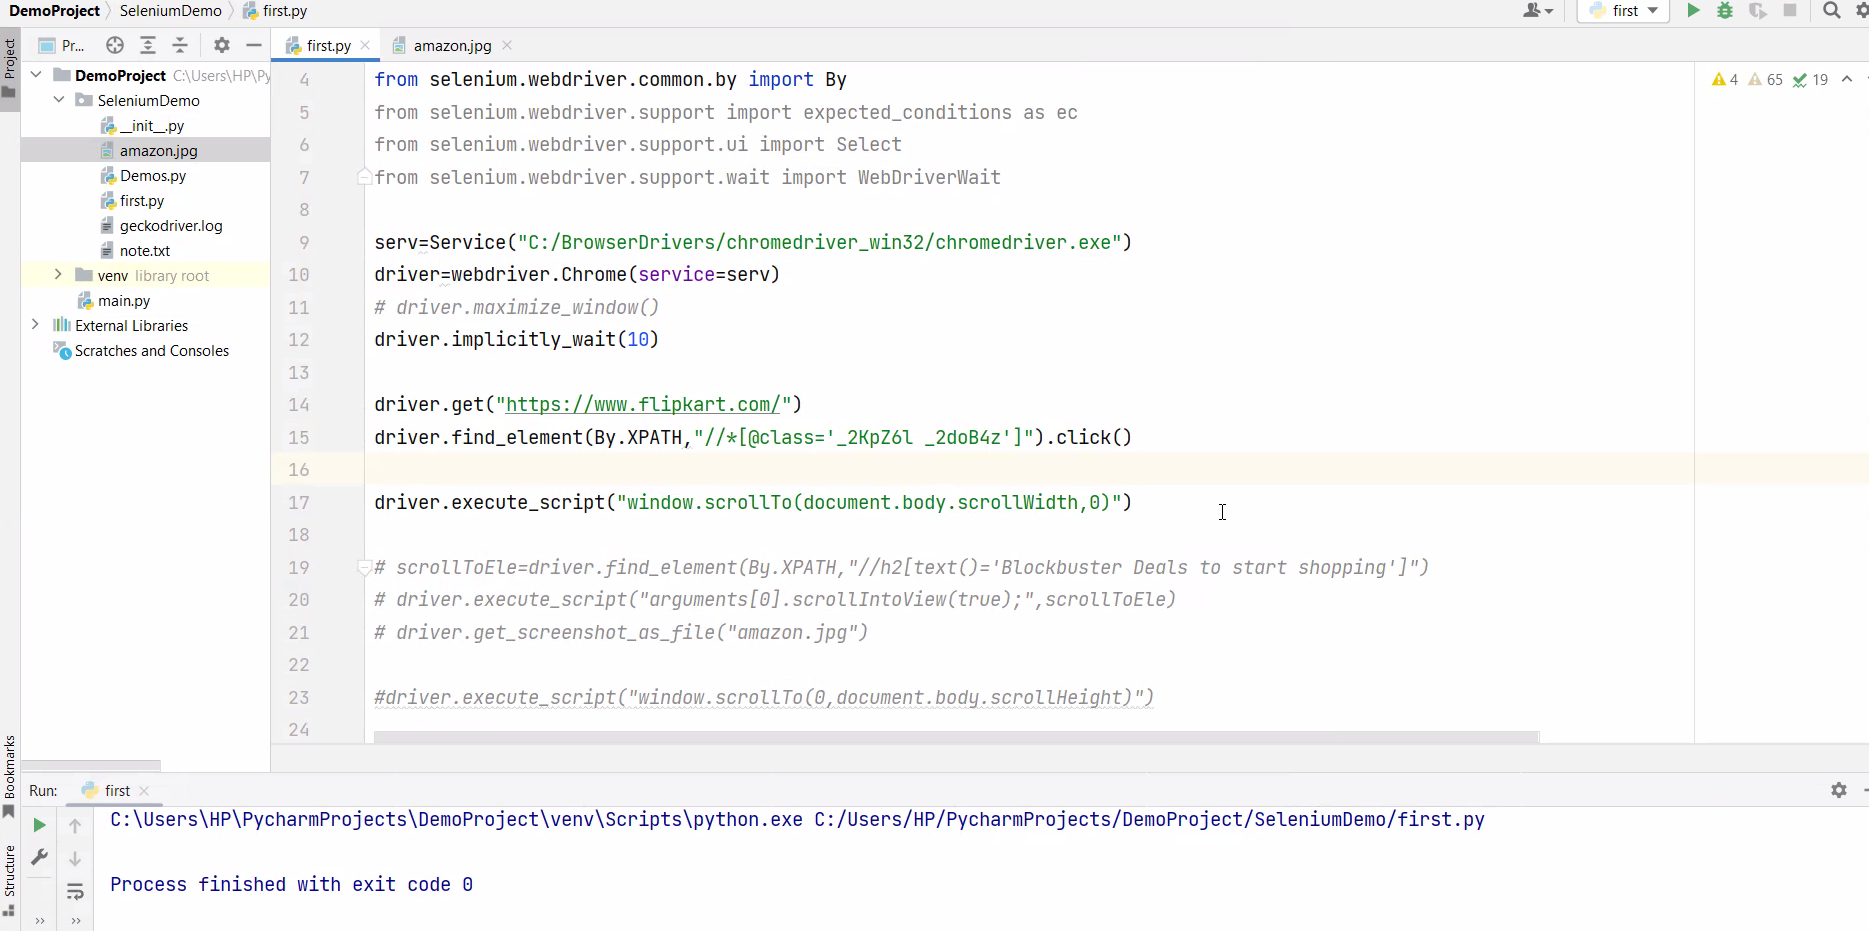 DemoProject SeleniumDemo first.py
first
Project
Pr...
first.py
amazon.jpg
DemoProject C:\Users\HP\Py
SeleniumDemo
__init__.py
amazon.jpg
Demos.py
first.py
geckodriver.log
note.txt
venv library root
main.py
External Libraries
Scratches and Consoles
4 65 19
4 from selenium.webdriver.common.by import By
5 from selenium.webdriver.support import expected_conditions as ec
6 from selenium.webdriver.support.ui import Select
7 from selenium.webdriver.support.wait import WebDriverWait
8
9 serv=Service("C:/BrowserDrivers/chromedriver_win32/chromedriver.exe")
10 driver=webdriver.Chrome(service=serv)
11 # driver.maximize_window()
12 driver.implicitly_wait(10)
13
14 driver.get("https://www.flipkart.com/")
15 driver.find_element(By.XPATH,"//*[@class='_2KpZ6l _2doB4z']").click()
16
17 driver.execute_script("window.scrollTo(document.body.scrollWidth,0)")
18
19 # scrollToEle=driver.find_element(By.XPATH,"//h2[text()='Blockbuster Deals to start shopping']")
20 # driver.execute_script("arguments[0].scrollIntoView(true);",scrollToEle)
21 # driver.get_screenshot_as_file("amazon.jpg")
22
23 #driver.execute_script("window.scrollTo(0,document.body.scrollHeight)")
24
Bookmarks
Structure
Run: first
C:\Users\HP\PycharmProjects\DemoProject\venv\Scripts\python.exe C:/Users/HP/PycharmProjects/DemoProject/SeleniumDemo/first.py
Process finished with exit code 0